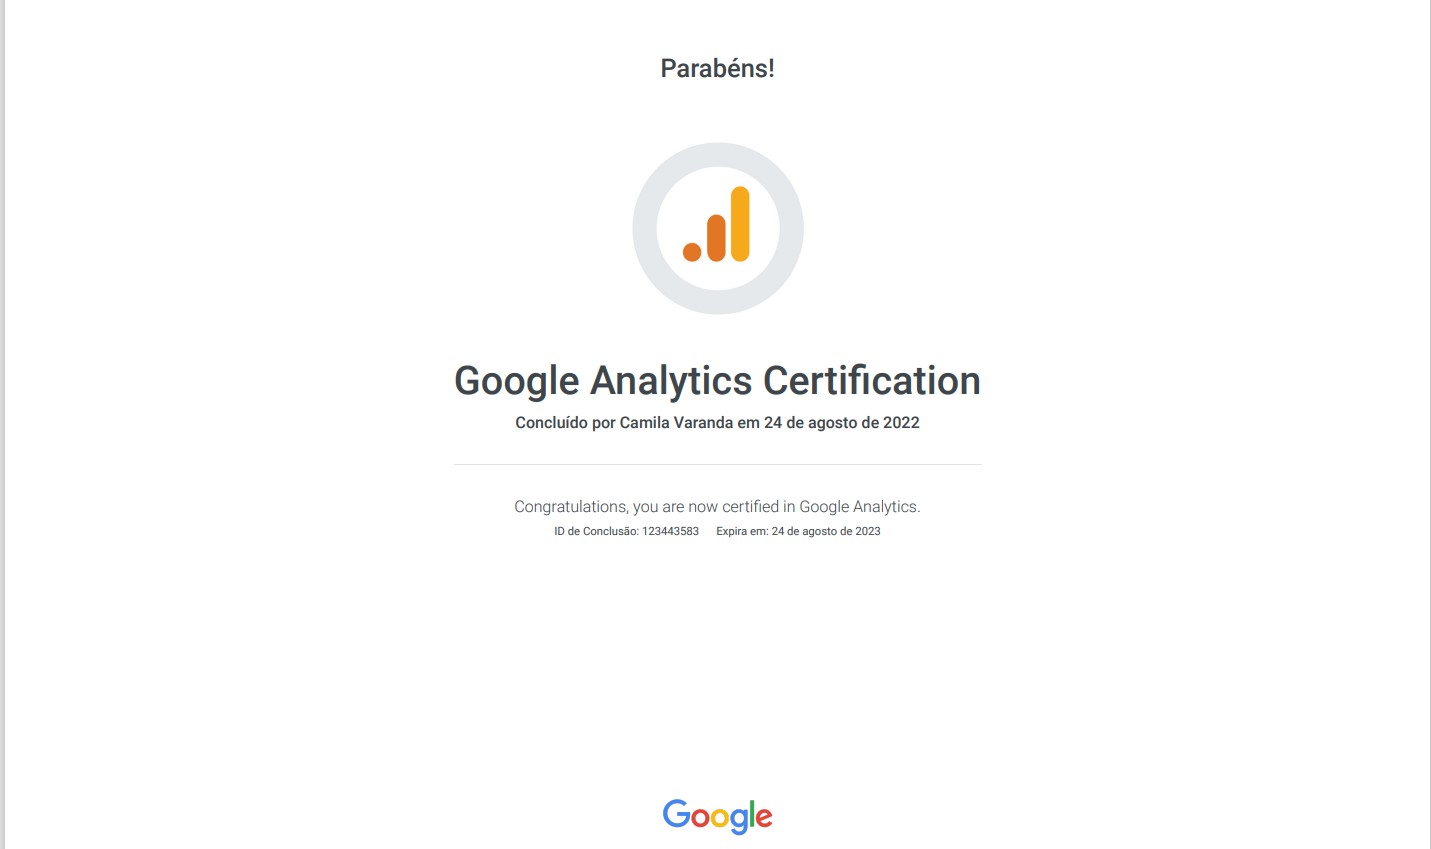 Parabéns!
Google Analytics Certification
Concluído por Camila Varanda em 24 de agosto de 2022
Congratulations, you are now certified in Google Analytics.
ID de Conclusão: 123443583 Expira em: 24 de agosto de 2023
Google